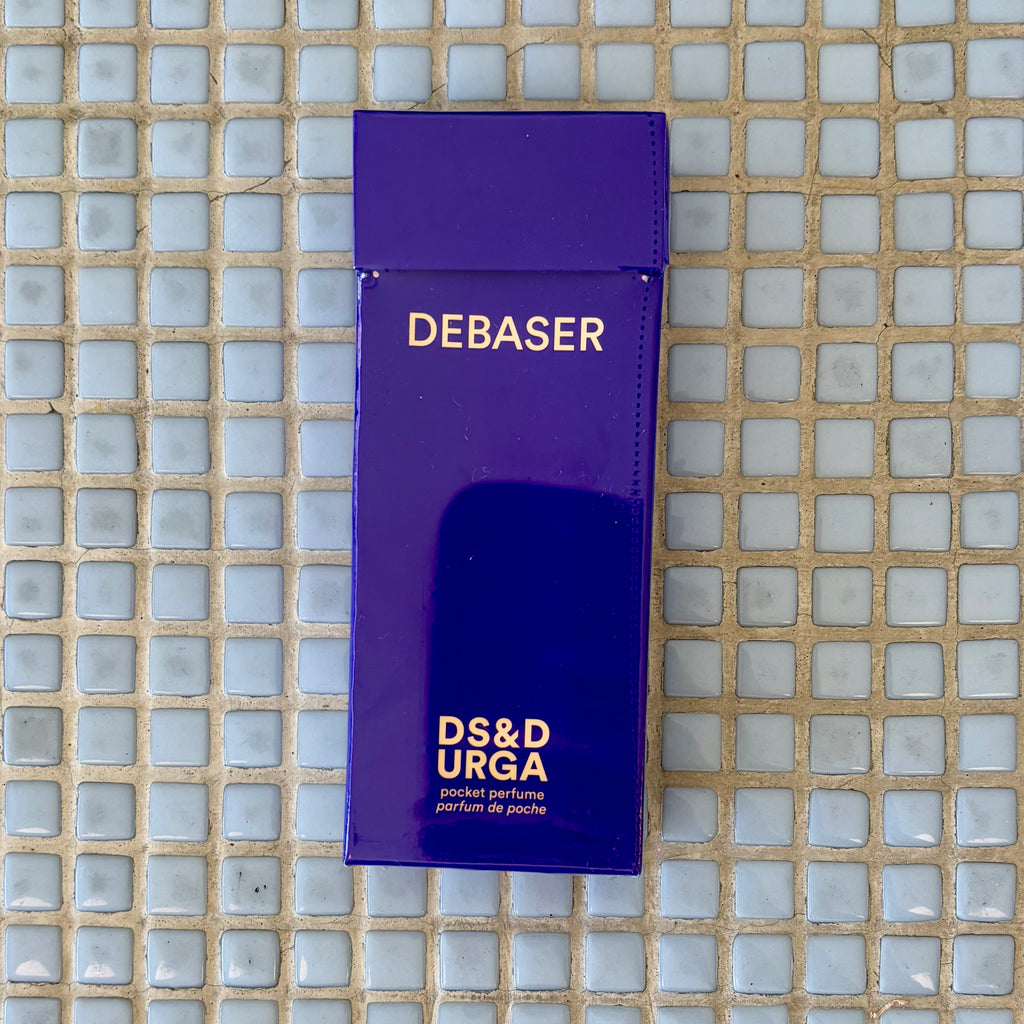 DEBASER
DS&D
URGA
pocket perfume
parfum de poche